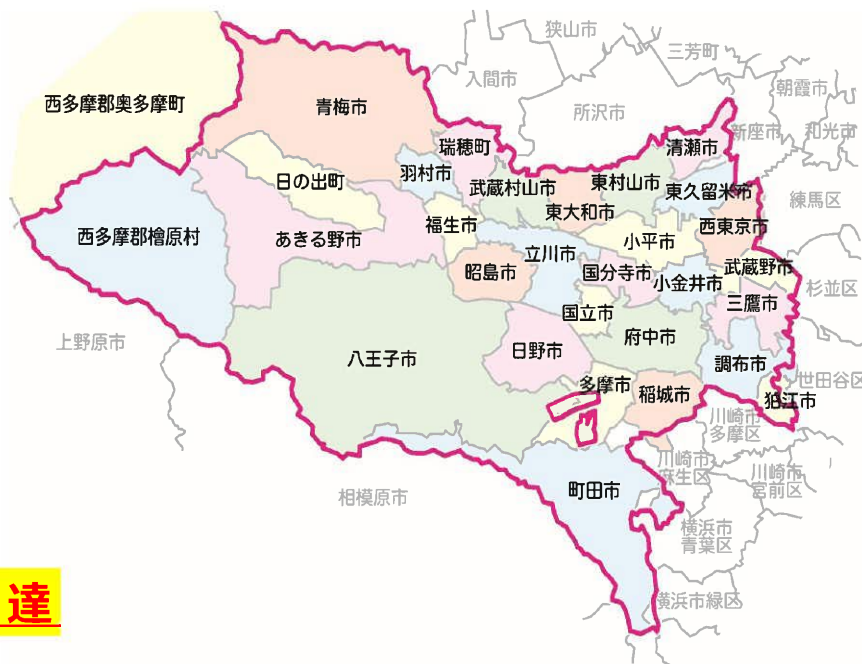 狭山市
三芳町
入間市
朝霞市
西多摩郡奥多摩町
青梅市
所沢市
新座市
和光市
瑞穂町
清瀬市
羽村市
日の出町
武蔵村山市
東村山市
東久留米市
練馬区
東大和市
福生市
西東京市
西多摩郡檜原村
あきる野市
小平市
立川市
昭島市
国分寺市
武蔵野市
小金井市
杉並区
三鷹市
国立市
府中市
上野原市
日野市
八王子市
調布市
多摩市
世田谷区
稲城市
狛江市
川崎市
多摩区
川崎市
麻生区
川崎市
宮前区
町田市
相模原市
横浜市
青葉区
達
横浜市緑区